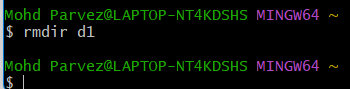 Mohd Parvez@LAPTOP-NT4KDSHS MINGW64 ~
$ rmdir d1
Mohd Parvez@LAPTOP-NT4KDSHS MINGW64 ~
$